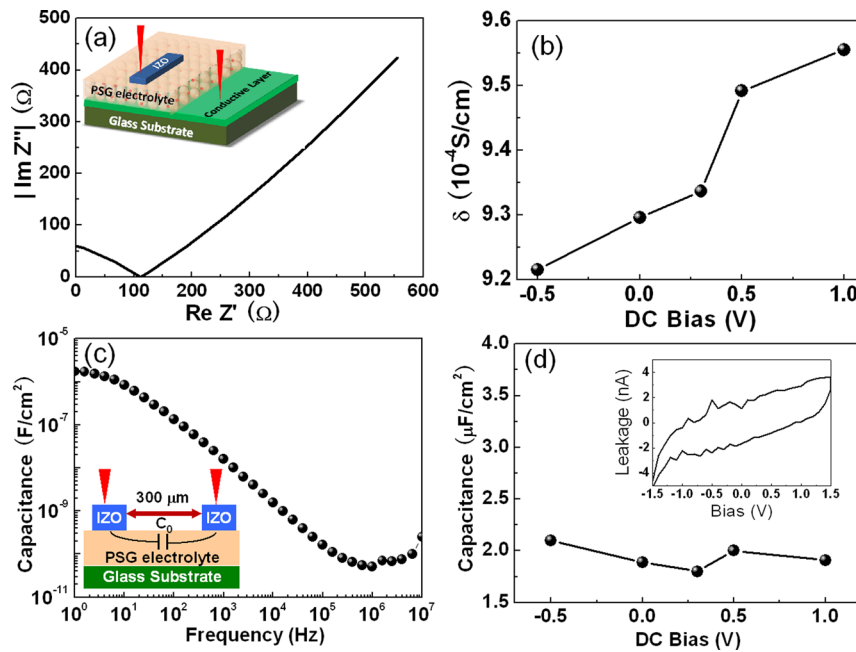 (a)
500
400
300
200
100
0
| Im Z''| (Ω)
IZO
PSG electrolyte
Conductive Layer
Glass Substrate
0 100 200 300 400 500 600
Re Z' (Ω)
(b)
9.6
9.5
9.4
9.3
9.2
δ (10⁻⁴S/cm)
-0.5 0.0 0.5 1.0
DC Bias (V)
(c)
10⁻⁵
10⁻⁷
10⁻⁹
10⁻¹¹
Capacitance (F/cm²)
300 μm
IZO IZO
C₀
PSG electrolyte
Glass Substrate
10⁰ 10¹ 10² 10³ 10⁴ 10⁵ 10⁶ 10⁷
Frequency (Hz)
(d)
4.0
3.5
3.0
2.5
2.0
1.5
Capacitance (μF/cm²)
4
2
0
-2
-4
Leakage (nA)
-1.5 -1.0 -0.5 0.0 0.5 1.0 1.5
Bias (V)
-0.5 0.0 0.5 1.0
DC Bias (V)